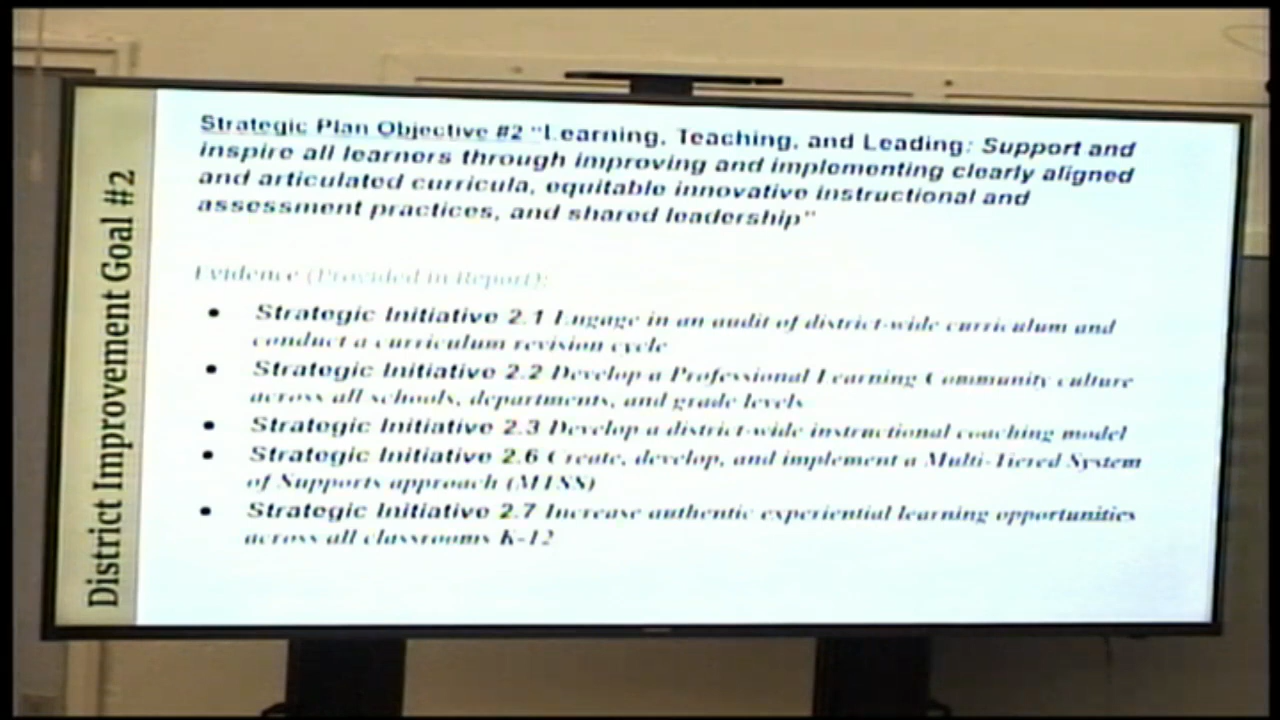 District Improvement Goal #2
Strategic Plan Objective #2 "Learning, Teaching, and Leading: Support and
inspire all learners through improving and implementing clearly aligned
and articulated curricula, equitable innovative instructional and
assessment practices, and shared leadership"
Evidence (Provided in Report):
• Strategic Initiative 2.1 Engage in an audit of district-wide curriculum and
conduct a curriculum revision cycle
• Strategic Initiative 2.2 Develop a Professional Learning Community culture
across all schools, departments, and grade levels
• Strategic Initiative 2.3 Develop a district-wide instructional coaching model
• Strategic Initiative 2.6 Create, develop, and implement a Multi-Tiered System
of Supports approach (MTSS)
• Strategic Initiative 2.7 Increase authentic experiential learning opportunities
across all classrooms K-12